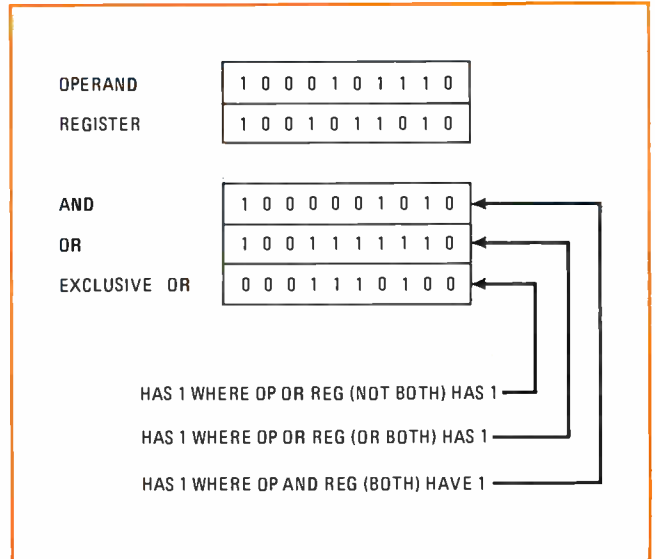 OPERAND 1 0 0 0 1 0 1 1 1 0
REGISTER 1 0 0 1 0 1 1 0 1 0
AND 1 0 0 0 0 0 1 0 1 0
OR 1 0 0 1 1 1 1 1 1 0
EXCLUSIVE OR 0 0 0 1 1 1 0 1 0 0
HAS 1 WHERE OP OR REG (NOT BOTH) HAS 1
HAS 1 WHERE OP OR REG (OR BOTH) HAS 1
HAS 1 WHERE OP AND REG (BOTH) HAVE 1